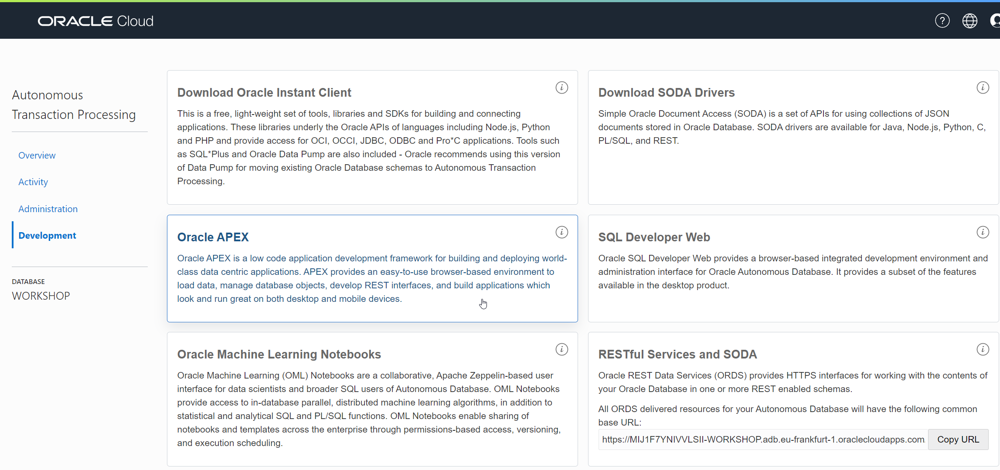 ORACLE Cloud
?
Autonomous
Transaction Processing
Overview
Activity
Administration
Development
DATABASE
WORKSHOP
Download Oracle Instant Client
i
This is a free, light-weight set of tools, libraries and SDKs for building and connecting
applications. These libraries underly the Oracle APIs of languages including Node.js, Python
and PHP and provide access for OCI, OCCI, JDBC, ODBC and Pro*C applications. Tools such
as SQL*Plus and Oracle Data Pump are also included - Oracle recommends using this version
of Data Pump for moving existing Oracle Database schemas to Autonomous Transaction
Processing.
Download SODA Drivers
i
Simple Oracle Document Access (SODA) is a set of APIs for using collections of JSON
documents stored in Oracle Database. SODA drivers are available for Java, Node.js, Python, C,
PL/SQL, and REST.
Oracle APEX
i
Oracle APEX is a low code application development framework for building and deploying world-
class data centric applications. APEX provides an easy-to-use browser-based environment to
load data, manage database objects, develop REST interfaces, and build applications which
look and run great on both desktop and mobile devices.
SQL Developer Web
i
Oracle SQL Developer Web provides a browser-based integrated development environment and
administration interface for Oracle Autonomous Database. It provides a subset of the features
available in the desktop product.
Oracle Machine Learning Notebooks
i
Oracle Machine Learning (OML) Notebooks are a collaborative, Apache Zeppelin-based user
interface for data scientists and broader SQL users of Autonomous Database. OML Notebooks
provide access to in-database parallel, distributed machine learning algorithms, in addition to
statistical and analytical SQL and PL/SQL functions. OML Notebooks enable sharing of
notebooks and templates across the enterprise through permissions-based access, versioning,
and execution scheduling.
RESTful Services and SODA
i
Oracle REST Data Services (ORDS) provides HTTPS interfaces for working with the contents of
your Oracle Database in one or more REST enabled schemas.
All ORDS delivered resources for your Autonomous Database will have the following common
base URL:
https://MIJ1F7YNIVVLSII-WORKSHOP.adb.eu-frankfurt-1.oraclecloudapps.com
Copy URL